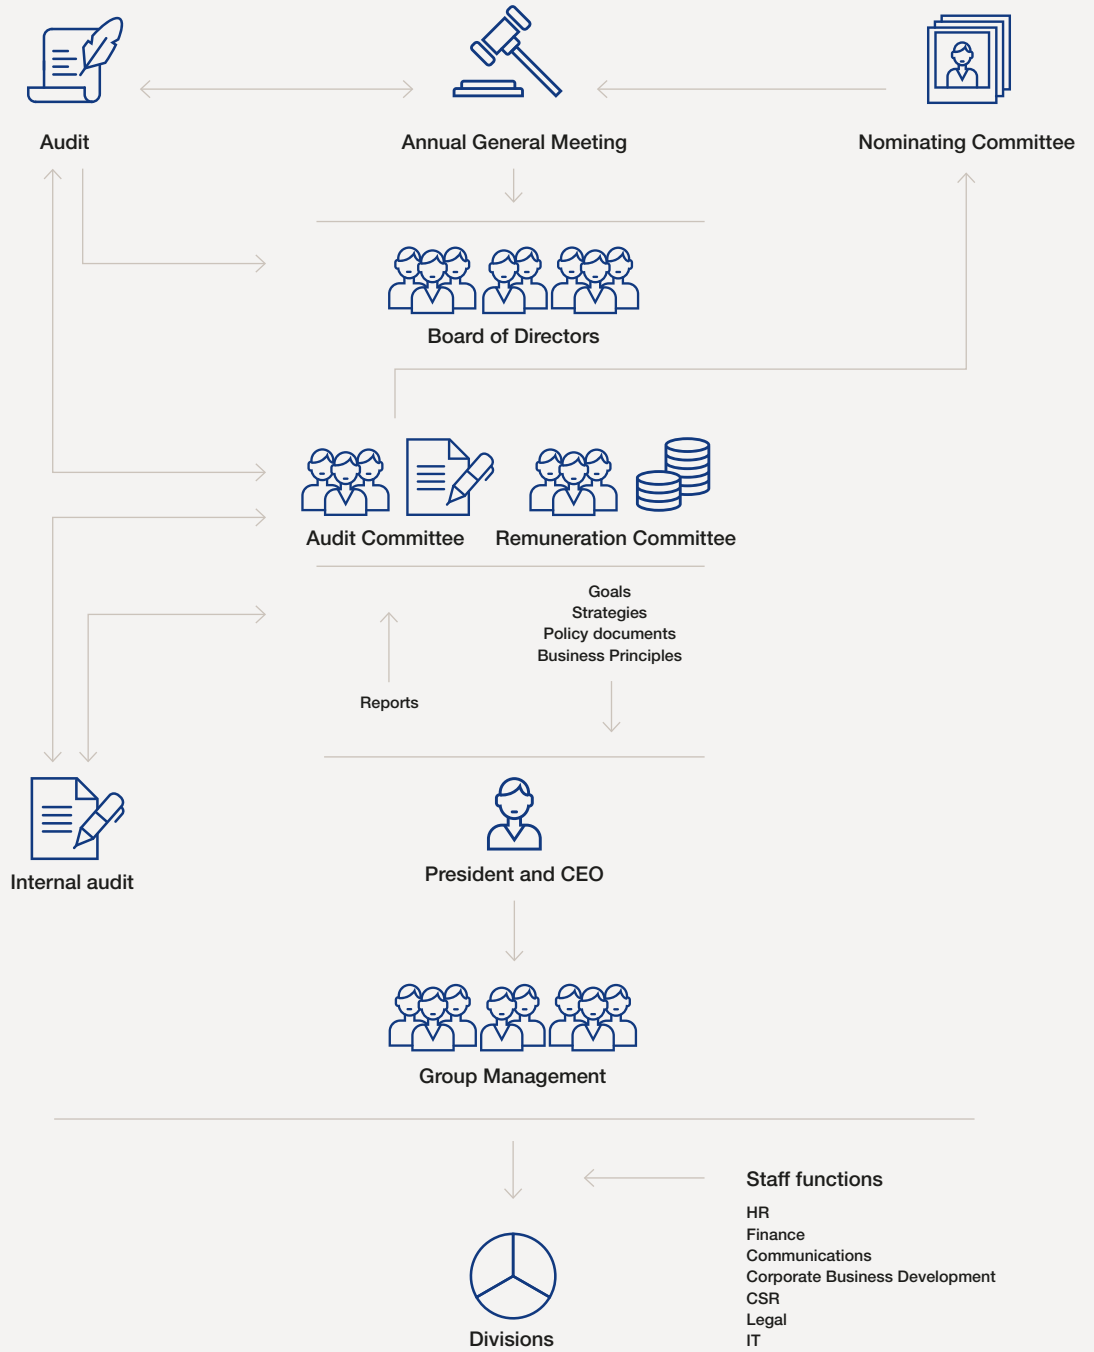 Audit
Annual General Meeting
Nominating Committee
Board of Directors
Audit Committee
Remuneration Committee
Goals
Strategies
Policy documents
Business Principles
Reports
Internal audit
President and CEO
Group Management
Staff functions
HR
Finance
Communications
Corporate Business Development
CSR
Legal
IT
Divisions